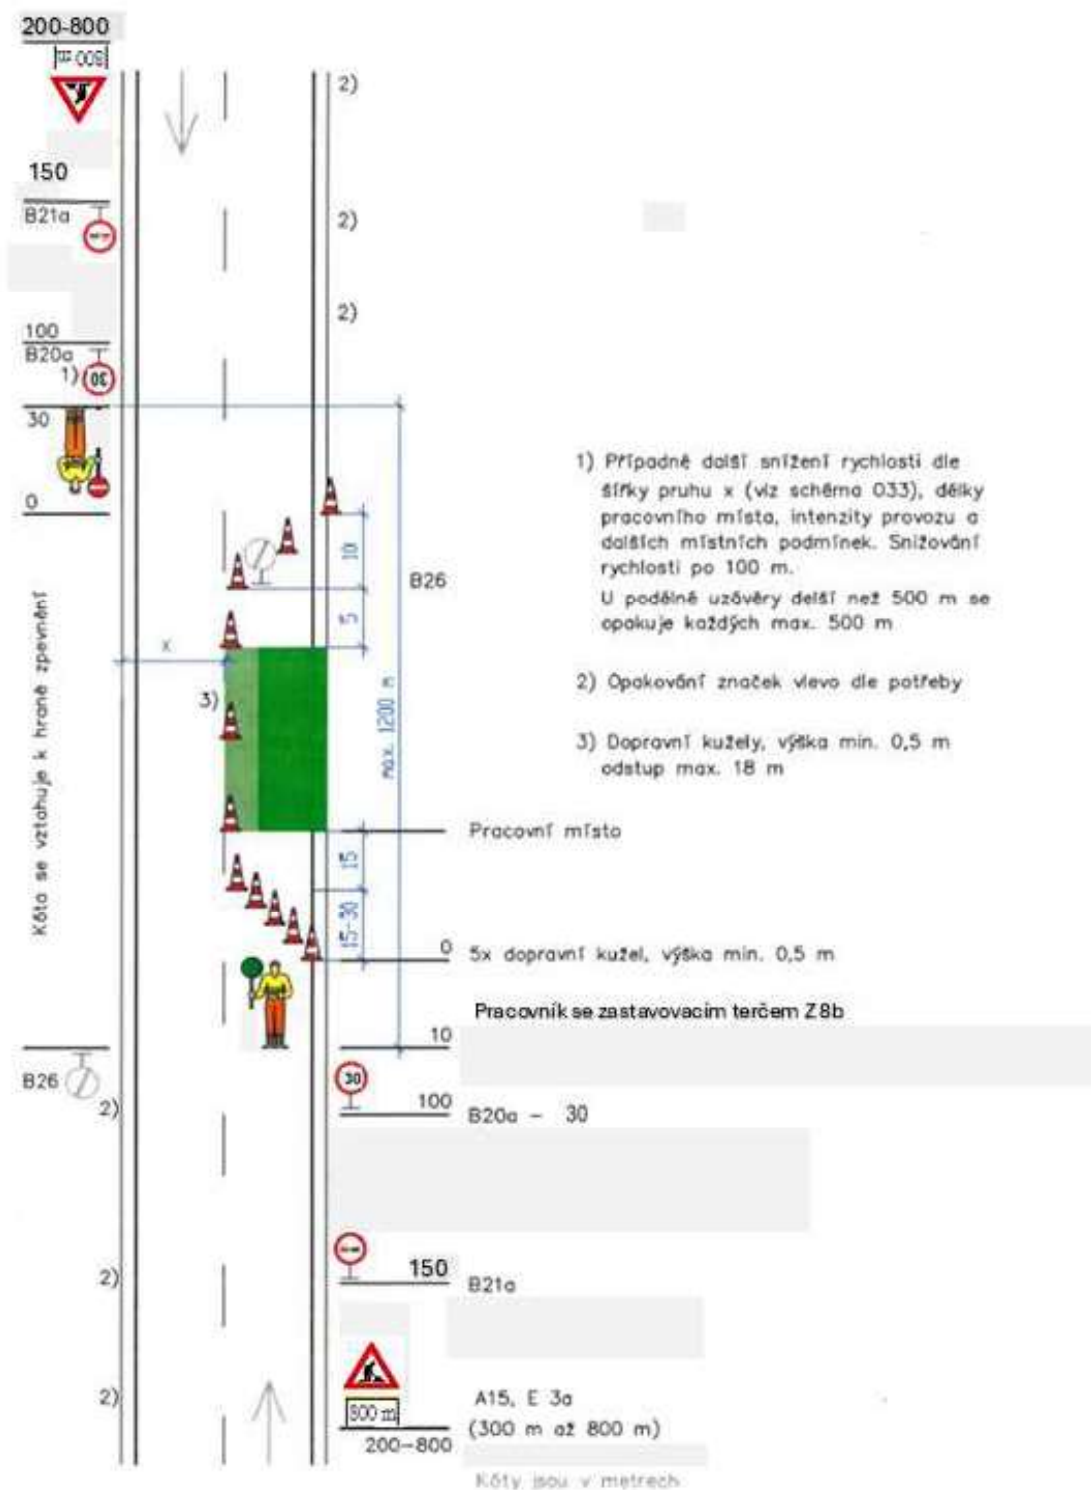 200-800
800 m
2)
150
B21a
2)
2)
100
B20a
1)
30
30
0
10
B26
5
x
3)
max. 1200 m
Kóta se vztahuje k hraně zpevnění
1) Případně další snížení rychlosti dle
šířky pruhu x (viz schéma 033), délky
pracovního místa, intenzity provozu a
dalších místních podmínek. Snižování
rychlosti po 100 m.
U podélné uzávěry delší než 500 m se
opakuje každých max. 500 m
2) Opakování značek vlevo dle potřeby
3) Dopravní kužely, výška min. 0,5 m
odstup max. 18 m
Pracovní místo
15
15-30
0
5x dopravní kužel, výška min. 0,5 m
Pracovník se zastavovacim terčem Z8b
10
B26
30
2)
100
B20a - 30
2)
150
B21a
2)
800 m
A15, E 3a
(300 m až 800 m)
200-800
Kóty jsou v metrech